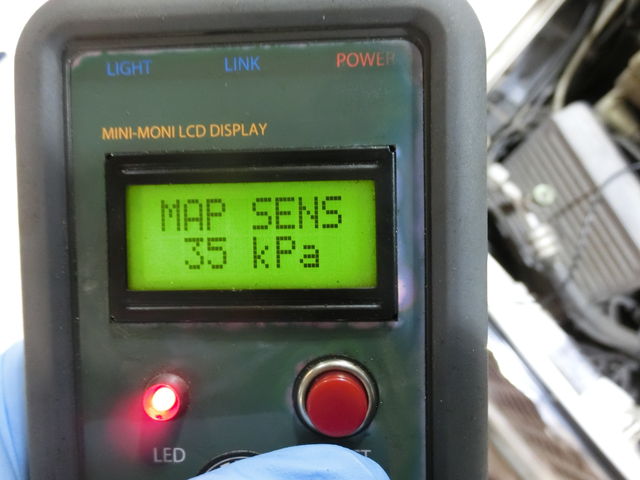 LIGHT LINK POWER
MINI-MONI LCD DISPLAY
MAP SENS
35 kPa
LED